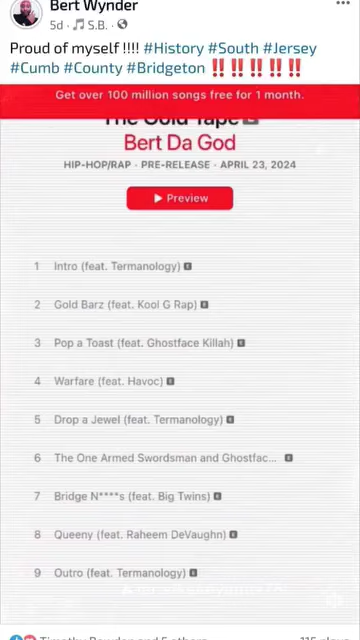 Bert Wynder
5d · S.B. ·
Proud of myself !!!! #History #South #Jersey
#Cumb #County #Bridgeton ‼️‼️‼️‼️‼️
Get over 100 million songs free for 1 month.
The Gold Tape E
Bert Da God
HIP-HOP/RAP · PRE-RELEASE · APRIL 23, 2024
Preview
1 Intro (feat. Termanology) E
2 Gold Barz (feat. Kool G Rap) E
3 Pop a Toast (feat. Ghostface Killah) E
4 Warfare (feat. Havoc) E
5 Drop a Jewel (feat. Termanology) E
6 The One Armed Swordsman and Ghostfac... E
7 Bridge N****s (feat. Big Twins) E
8 Queeny (feat. Raheem DeVaughn) E
9 Outro (feat. Termanology) E